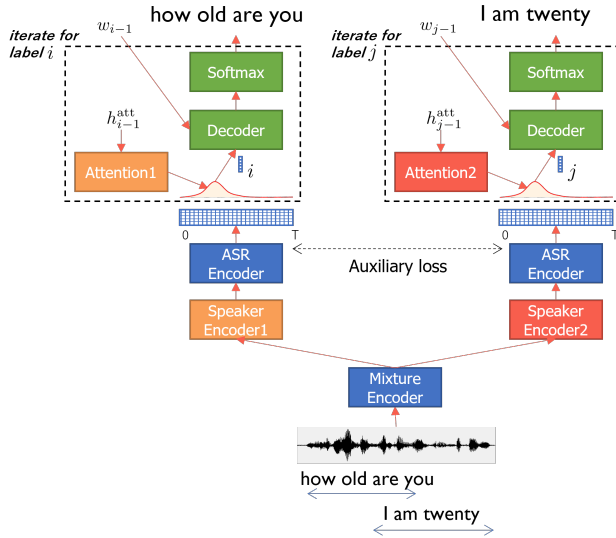 how old are you
I am twenty
iterate for
label i
w_{i-1}
Softmax
Decoder
h_{i-1}^{att}
Attention1
i
0
T
ASR
Encoder
Speaker
Encoder1
iterate for
label j
w_{j-1}
Softmax
Decoder
h_{j-1}^{att}
Attention2
j
0
T
ASR
Encoder
Speaker
Encoder2
Auxiliary loss
Mixture
Encoder
how old are you
I am twenty